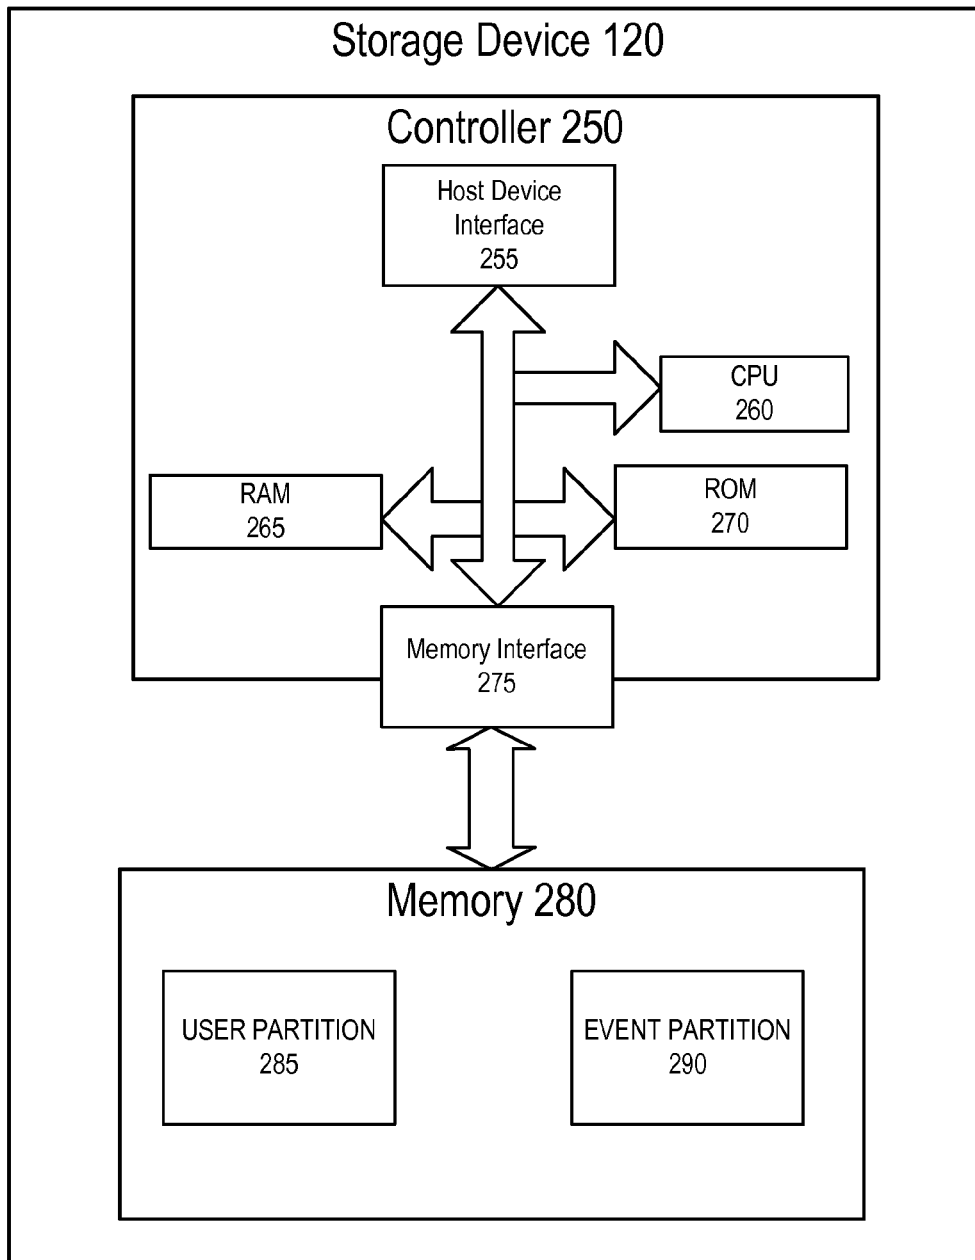 Storage Device 120
Controller 250
Host Device
Interface
255
CPU
260
RAM
265
ROM
270
Memory Interface
275
Memory 280
USER PARTITION
285
EVENT PARTITION
290